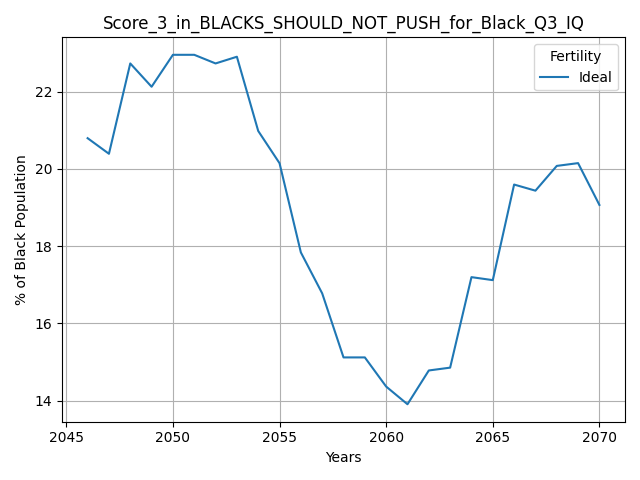 Score_3_in_BLACKS_SHOULD_NOT_PUSH_for_Black_Q3_IQ
Fertility
Ideal
% of Black Population
22
20
18
16
14
2045 2050 2055 2060 2065 2070
Years